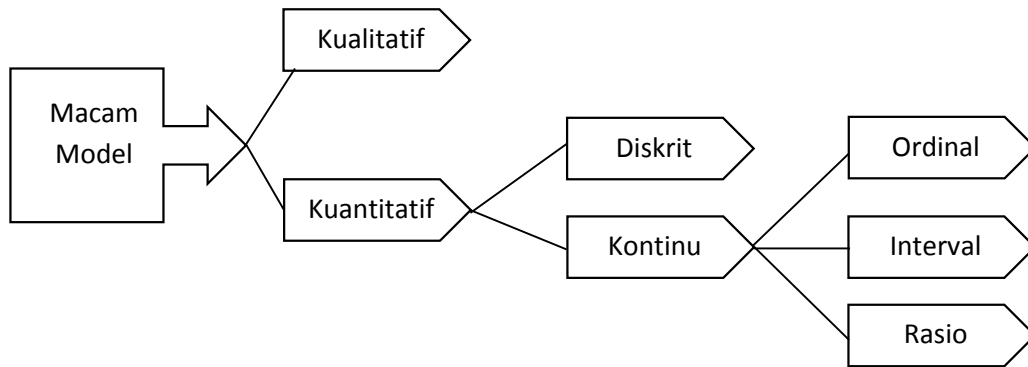 Macam
Model
Kualitatif
Kuantitatif
Diskrit
Kontinu
Ordinal
Interval
Rasio